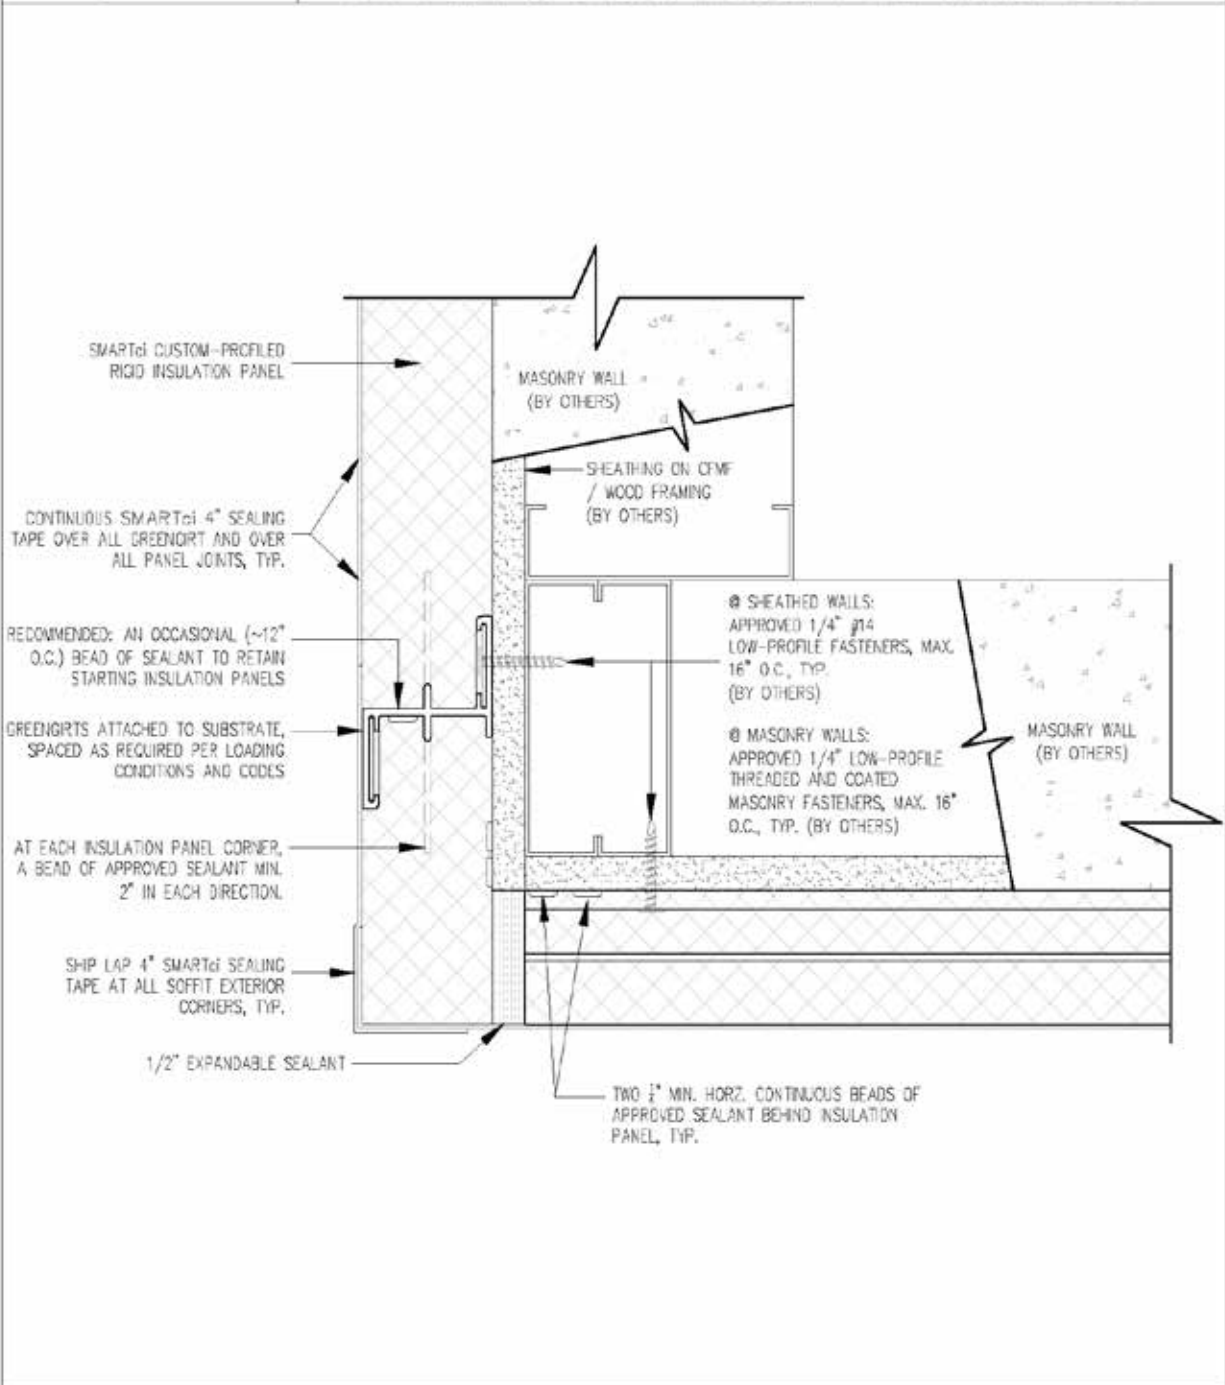 SMARTci CUSTOM-PROFILED
RIGID INSULATION PANEL
MASONRY WALL
(BY OTHERS)
SHEATHING ON CFMF
/ WOOD FRAMING
(BY OTHERS)
CONTINUOUS SMARTci 4" SEALING
TAPE OVER ALL GREENGIRT AND OVER
ALL PANEL JOINTS, TYP.
RECOMMENDED: AN OCCASIONAL (~12"
O.C.) BEAD OF SEALANT TO RETAIN
STARTING INSULATION PANELS
GREENGIRTS ATTACHED TO SUBSTRATE,
SPACED AS REQUIRED PER LOADING
CONDITIONS AND CODES
AT EACH INSULATION PANEL CORNER,
A BEAD OF APPROVED SEALANT MIN.
2" IN EACH DIRECTION.
SHIP LAP 4" SMARTci SEALING
TAPE AT ALL SOFFIT EXTERIOR
CORNERS, TYP.
1/2" EXPANDABLE SEALANT
@ SHEATHED WALLS:
APPROVED 1/4" #14
LOW-PROFILE FASTENERS, MAX.
16" O.C., TYP.
(BY OTHERS)
@ MASONRY WALLS:
APPROVED 1/4" LOW-PROFILE
THREADED AND COATED
MASONRY FASTENERS, MAX. 16"
O.C., TYP. (BY OTHERS)
MASONRY WALL
(BY OTHERS)
TWO MIN. HORZ. CONTINUOUS BEADS OF
APPROVED SEALANT BEHIND INSULATION
PANEL, TYP.